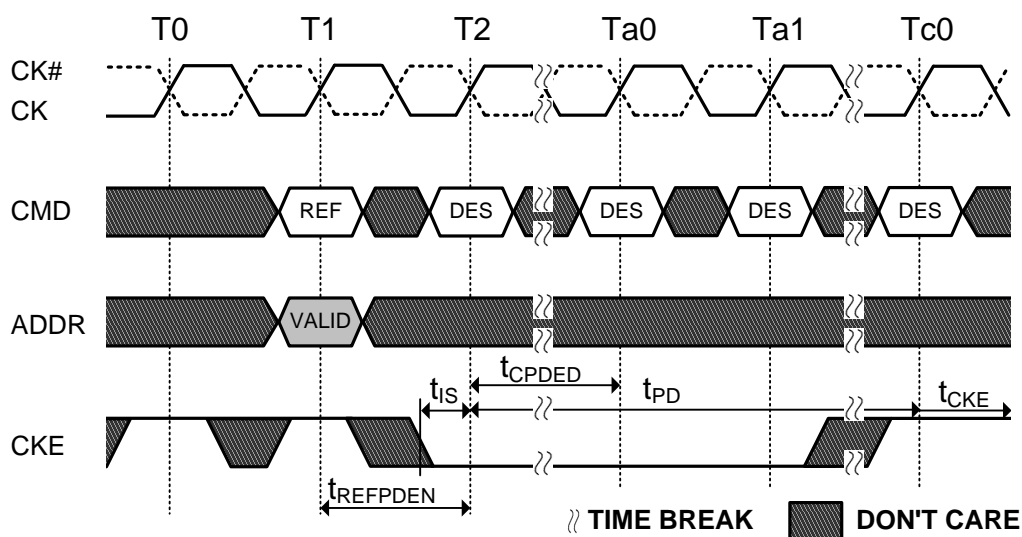 T0 T1 T2 Ta0 Ta1 Tc0
CK#
CK
CMD REF DES DES DES DES
ADDR VALID
tCPDED
tIS tPD tCKE
CKE
tREFPDEN
TIME BREAK DON'T CARE